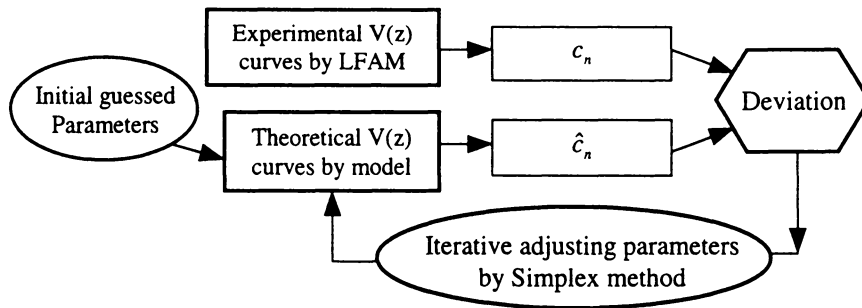 Experimental V(z)
curves by LFAM
c_n
Initial guessed
Parameters
Deviation
Theoretical V(z)
curves by model
ĉ_n
Iterative adjusting parameters
by Simplex method